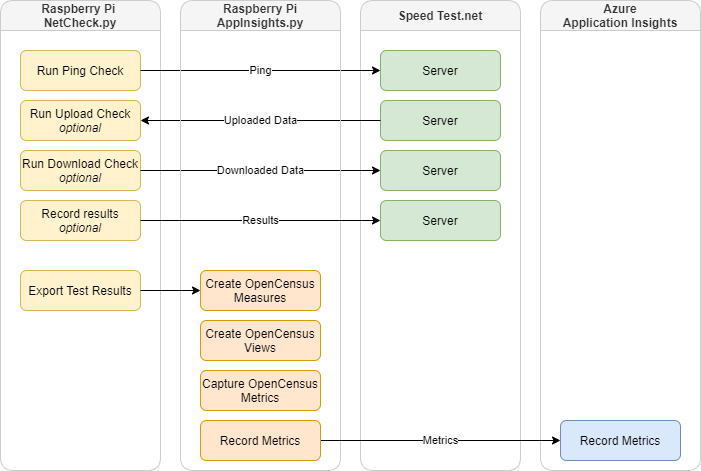 Raspberry Pi
NetCheck.py
Raspberry Pi
AppInsights.py
Speed Test.net
Azure
Application Insights
Run Ping Check
Ping
Server
Run Upload Check
optional
Uploaded Data
Server
Run Download Check
optional
Downloaded Data
Server
Record results
optional
Results
Server
Export Test Results
Create OpenCensus
Measures
Create OpenCensus
Views
Capture OpenCensus
Metrics
Record Metrics
Metrics
Record Metrics